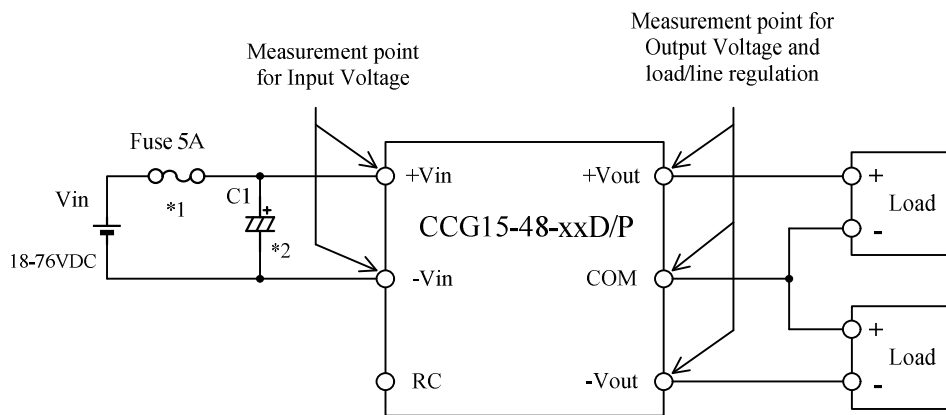 Measurement point
for Input Voltage
Measurement point for
Output Voltage and
load/line regulation
Fuse 5A
*1
Vin
18-76VDC
C1
+
*2
+Vin
-Vin
RC
CCG15-48-xxD/P
+Vout
COM
-Vout
+
Load
-
+
Load
-